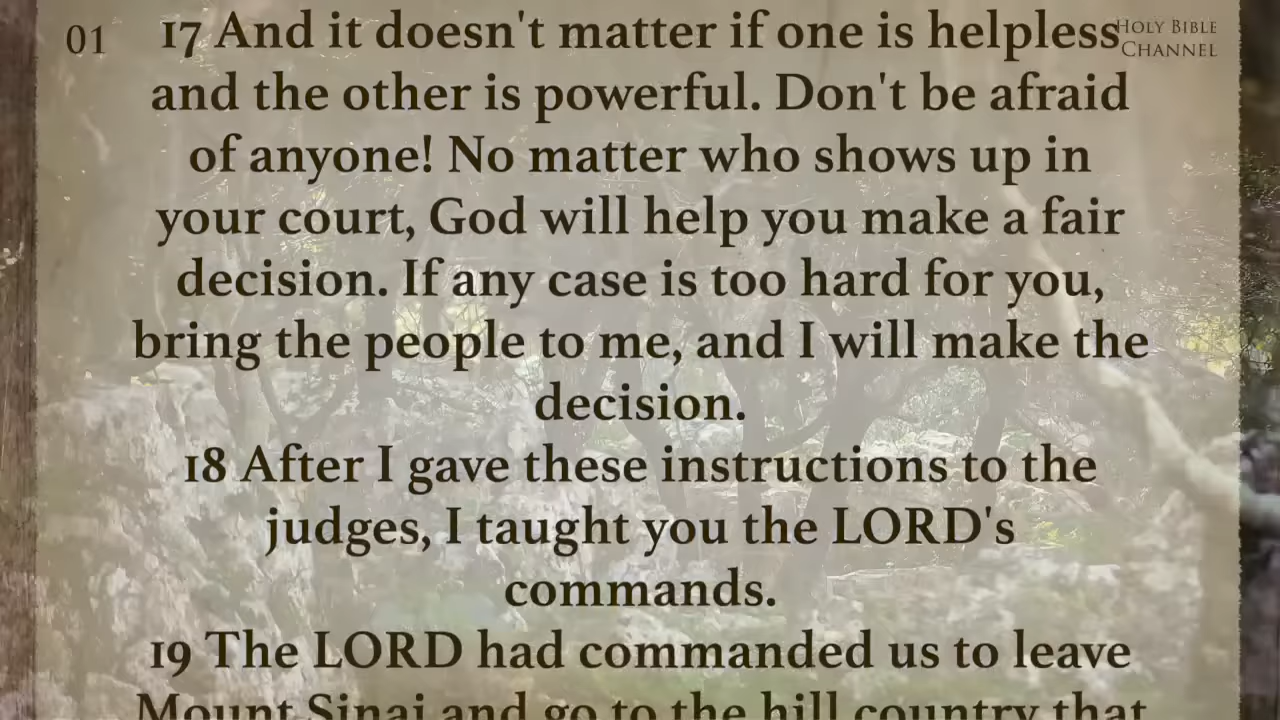 01
HOLY BIBLE
CHANNEL
17 And it doesn't matter if one is helpless
and the other is powerful. Don't be afraid
of anyone! No matter who shows up in
your court, God will help you make a fair
decision. If any case is too hard for you,
bring the people to me, and I will make the
decision.
18 After I gave these instructions to the
judges, I taught you the LORD's
commands.
19 The LORD had commanded us to leave
Mount Sinai and go to the hill country that